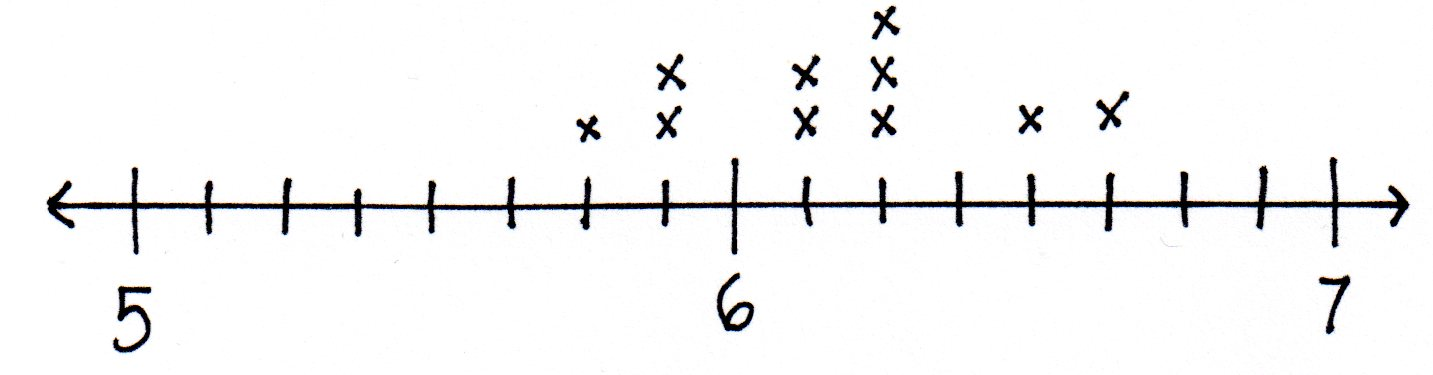 x
x x x
x x x x x x
5 6 7